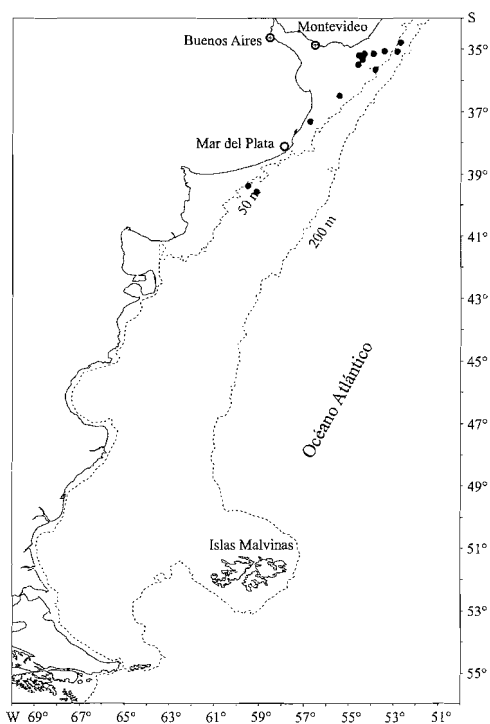 S
Montevideo
Buenos Aires
35°
37°
Mar del Plata
39°
50 m
200 m
41°
43°
45°
Océano Atlántico
47°
49°
Islas Malvinas
51°
53°
55°
W 69° 67° 65° 63° 61° 59° 57° 55° 53° 51°